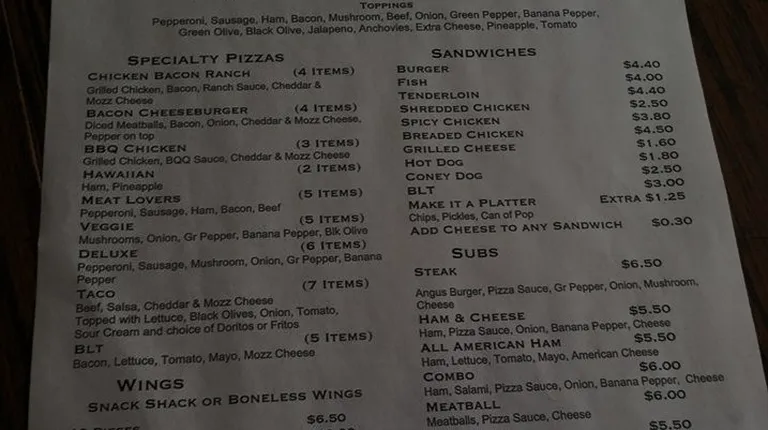 Toppings
Pepperoni, Sausage, Ham, Bacon, Mushroom, Beef, Onion, Green Pepper, Banana Pepper,
Green Olive, Black Olive, Jalapeno, Anchovies, Extra Cheese, Pineapple, Tomato
Specialty Pizzas
Chicken Bacon Ranch (4 Items)
Grilled Chicken, Bacon, Ranch Sauce, Cheddar &
Mozz Cheese
Bacon Cheeseburger (4 Items)
Diced Meatballs, Bacon, Onion, Cheddar & Mozz Cheese,
Pepper on top
BBQ Chicken (3 Items)
Grilled Chicken, BQQ Sauce, Cheddar & Mozz Cheese
Hawaiian (2 Items)
Ham, Pineapple
Meat Lovers (5 Items)
Pepperoni, Sausage, Ham, Bacon, Beef
Veggie (5 Items)
Mushrooms, Onion, Gr Pepper, Banana Pepper, Blk Olive
Deluxe (6 Items)
Pepperoni, Sausage, Mushroom, Onion, Gr Pepper, Banana
Pepper
Taco (7 Items)
Beef, Salsa, Cheddar & Mozz Cheese
Topped with Lettuce, Black Olives, Onion, Tomato,
Sour Cream and choice of Doritos or Fritos
BLT (5 Items)
Bacon, Lettuce, Tomato, Mayo, Mozz Cheese
Wings
Snack Shack or Boneless Wings
$6.50
Sandwiches
Burger $4.40
Fish $4.00
Tenderloin $4.40
Shredded Chicken $2.50
Spicy Chicken $3.80
Breaded Chicken $4.50
Grilled Cheese $1.60
Hot Dog $1.80
Coney Dog $2.50
BLT $3.00
Make it a Platter Extra $1.25
Chips, Pickles, Can of Pop
Add Cheese to any Sandwich $0.30
Subs
Steak $6.50
Angus Burger, Pizza Sauce, Gr Pepper, Onion, Mushroom,
Cheese
Ham & Cheese $5.50
Ham, Pizza Sauce, Onion, Banana Pepper, Cheese
All American Ham $5.50
Ham, Lettuce, Tomato, Mayo, American Cheese
Combo $6.00
Ham, Salami, Pizza Sauce, Onion, Banana Pepper, Cheese
Meatball $6.00
Meatballs, Pizza Sauce, Cheese
$5.50